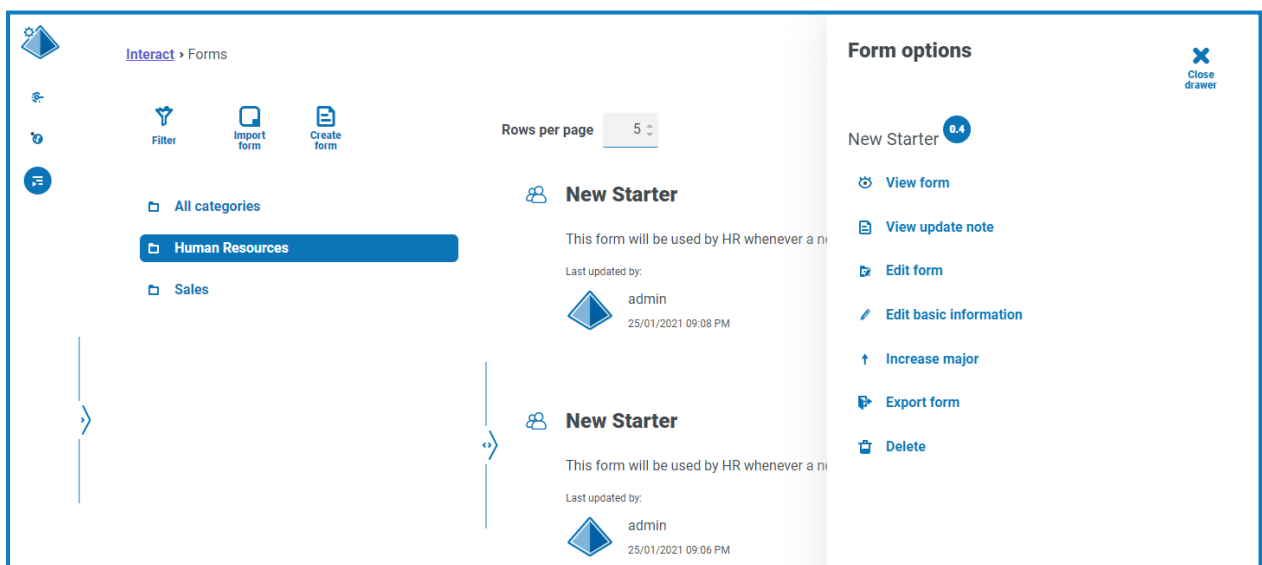 Interact › Forms
Filter
Import
form
Create
form
All categories
Human Resources
Sales
Rows per page 5
New Starter
This form will be used by HR whenever a
Last updated by:
admin
25/01/2021 09:08 PM
New Starter
This form will be used by HR whenever a
Last updated by:
admin
25/01/2021 09:06 PM
Form options
Close
drawer
New Starter 0.4
View form
View update note
Edit form
Edit basic information
Increase major
Export form
Delete